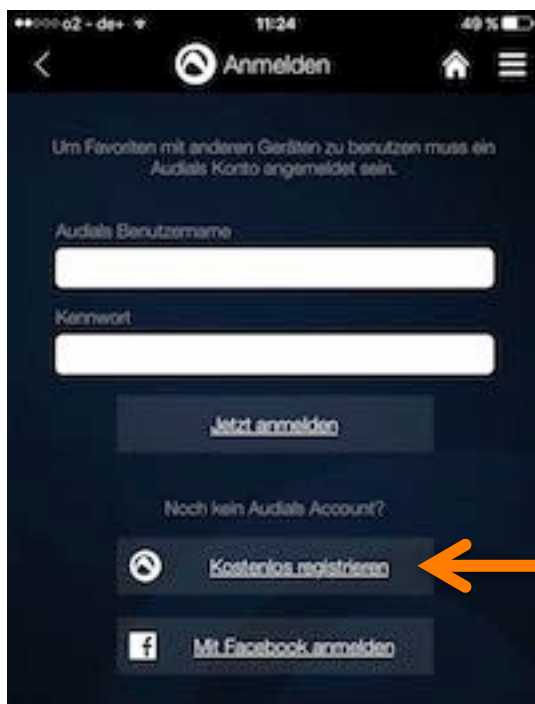 o2 - de+ 11:24 49 %
Anmelden
Um Favoriten mit anderen Geräten zu benutzen muss ein
Audials Konto angemeldet sein.
Audials Benutzername
Kennwort
Jetzt anmelden
Noch kein Audials Account?
Kostenlos registrieren
f Mit Facebook anmelden